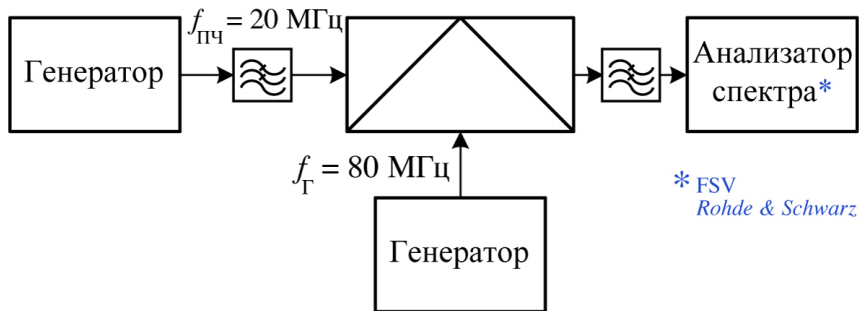 f_ПЧ = 20 МГц
Генератор
Анализатор
спектра*
f_Г = 80 МГц
* FSV
Rohde & Schwarz
Генератор